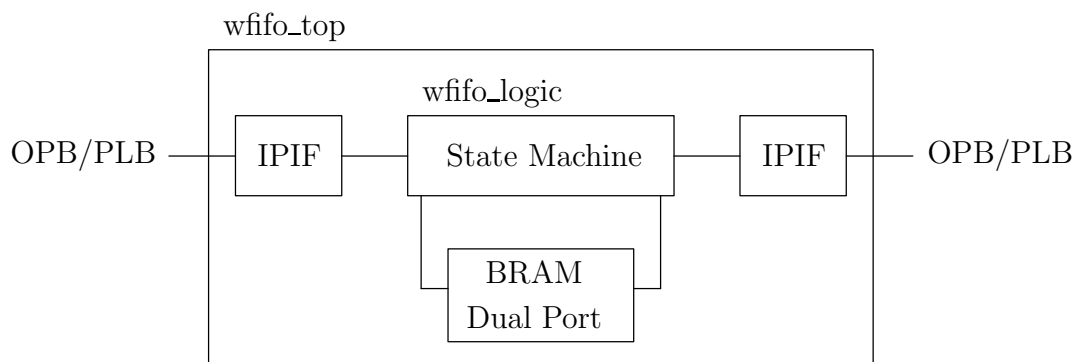 wfifo_top
wfifo_logic
OPB/PLB
IPIF
State Machine
IPIF
OPB/PLB
BRAM
Dual Port